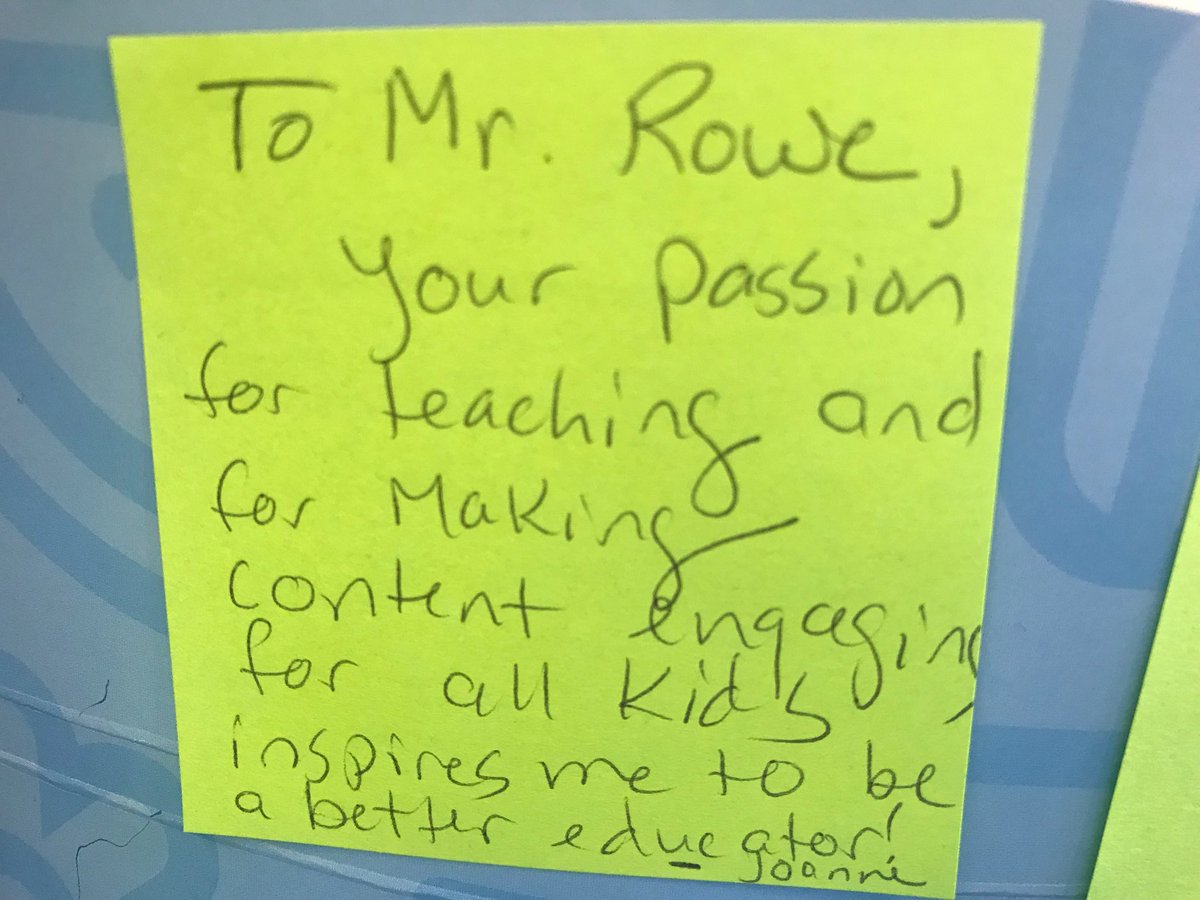 To Mr. Rowe,
your passion
for teaching and
for Making
content engaging
for all kids
inspires me to be
a better educator!
- Joanne